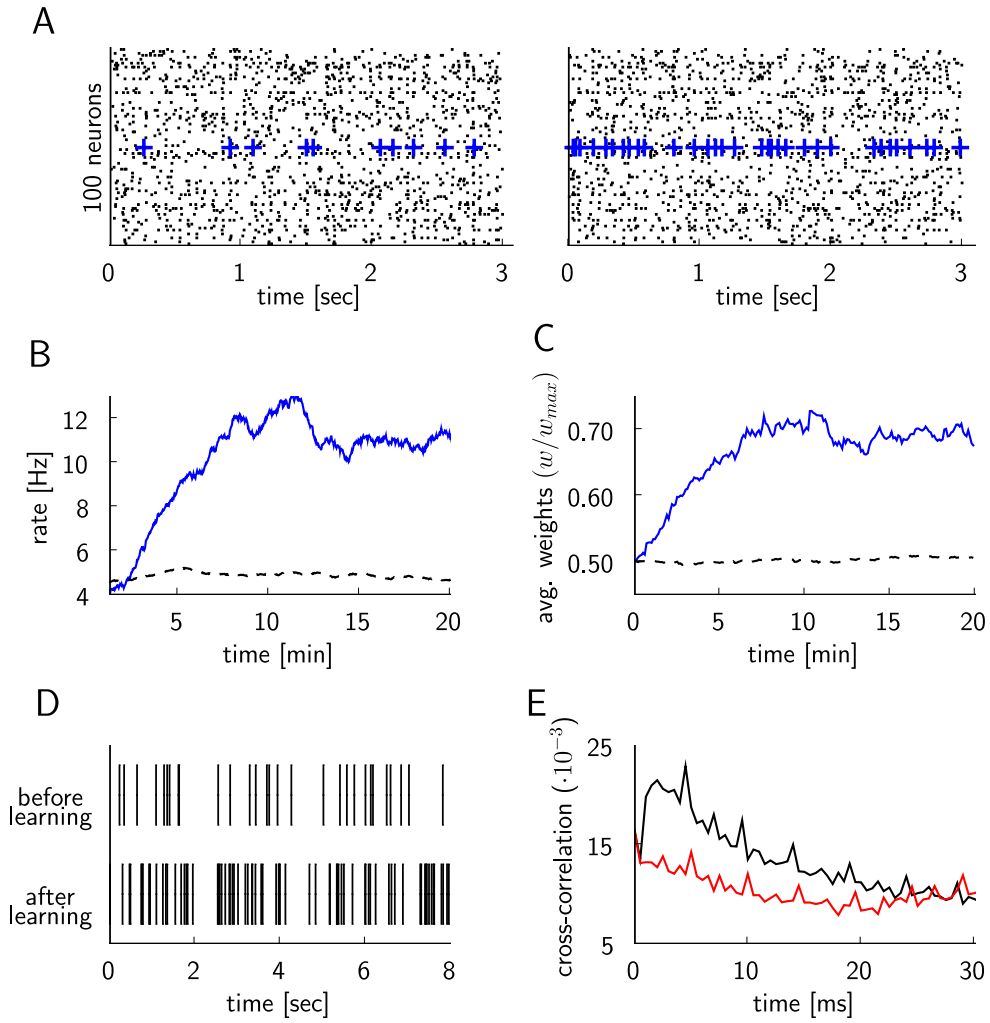 A
100 neurons
0 1 2 3
time [sec]
0 1 2 3
time [sec]
B
rate [Hz]
12
10
8
6
4
5 10 15 20
time [min]
C
avg. weights (w/w_max)
0.70
0.60
0.50
0 5 10 15 20
time [min]
D
before
learning
after
learning
0 2 4 6 8
time [sec]
E
cross-correlation (·10⁻³)
25
15
5
0 10 20 30
time [ms]